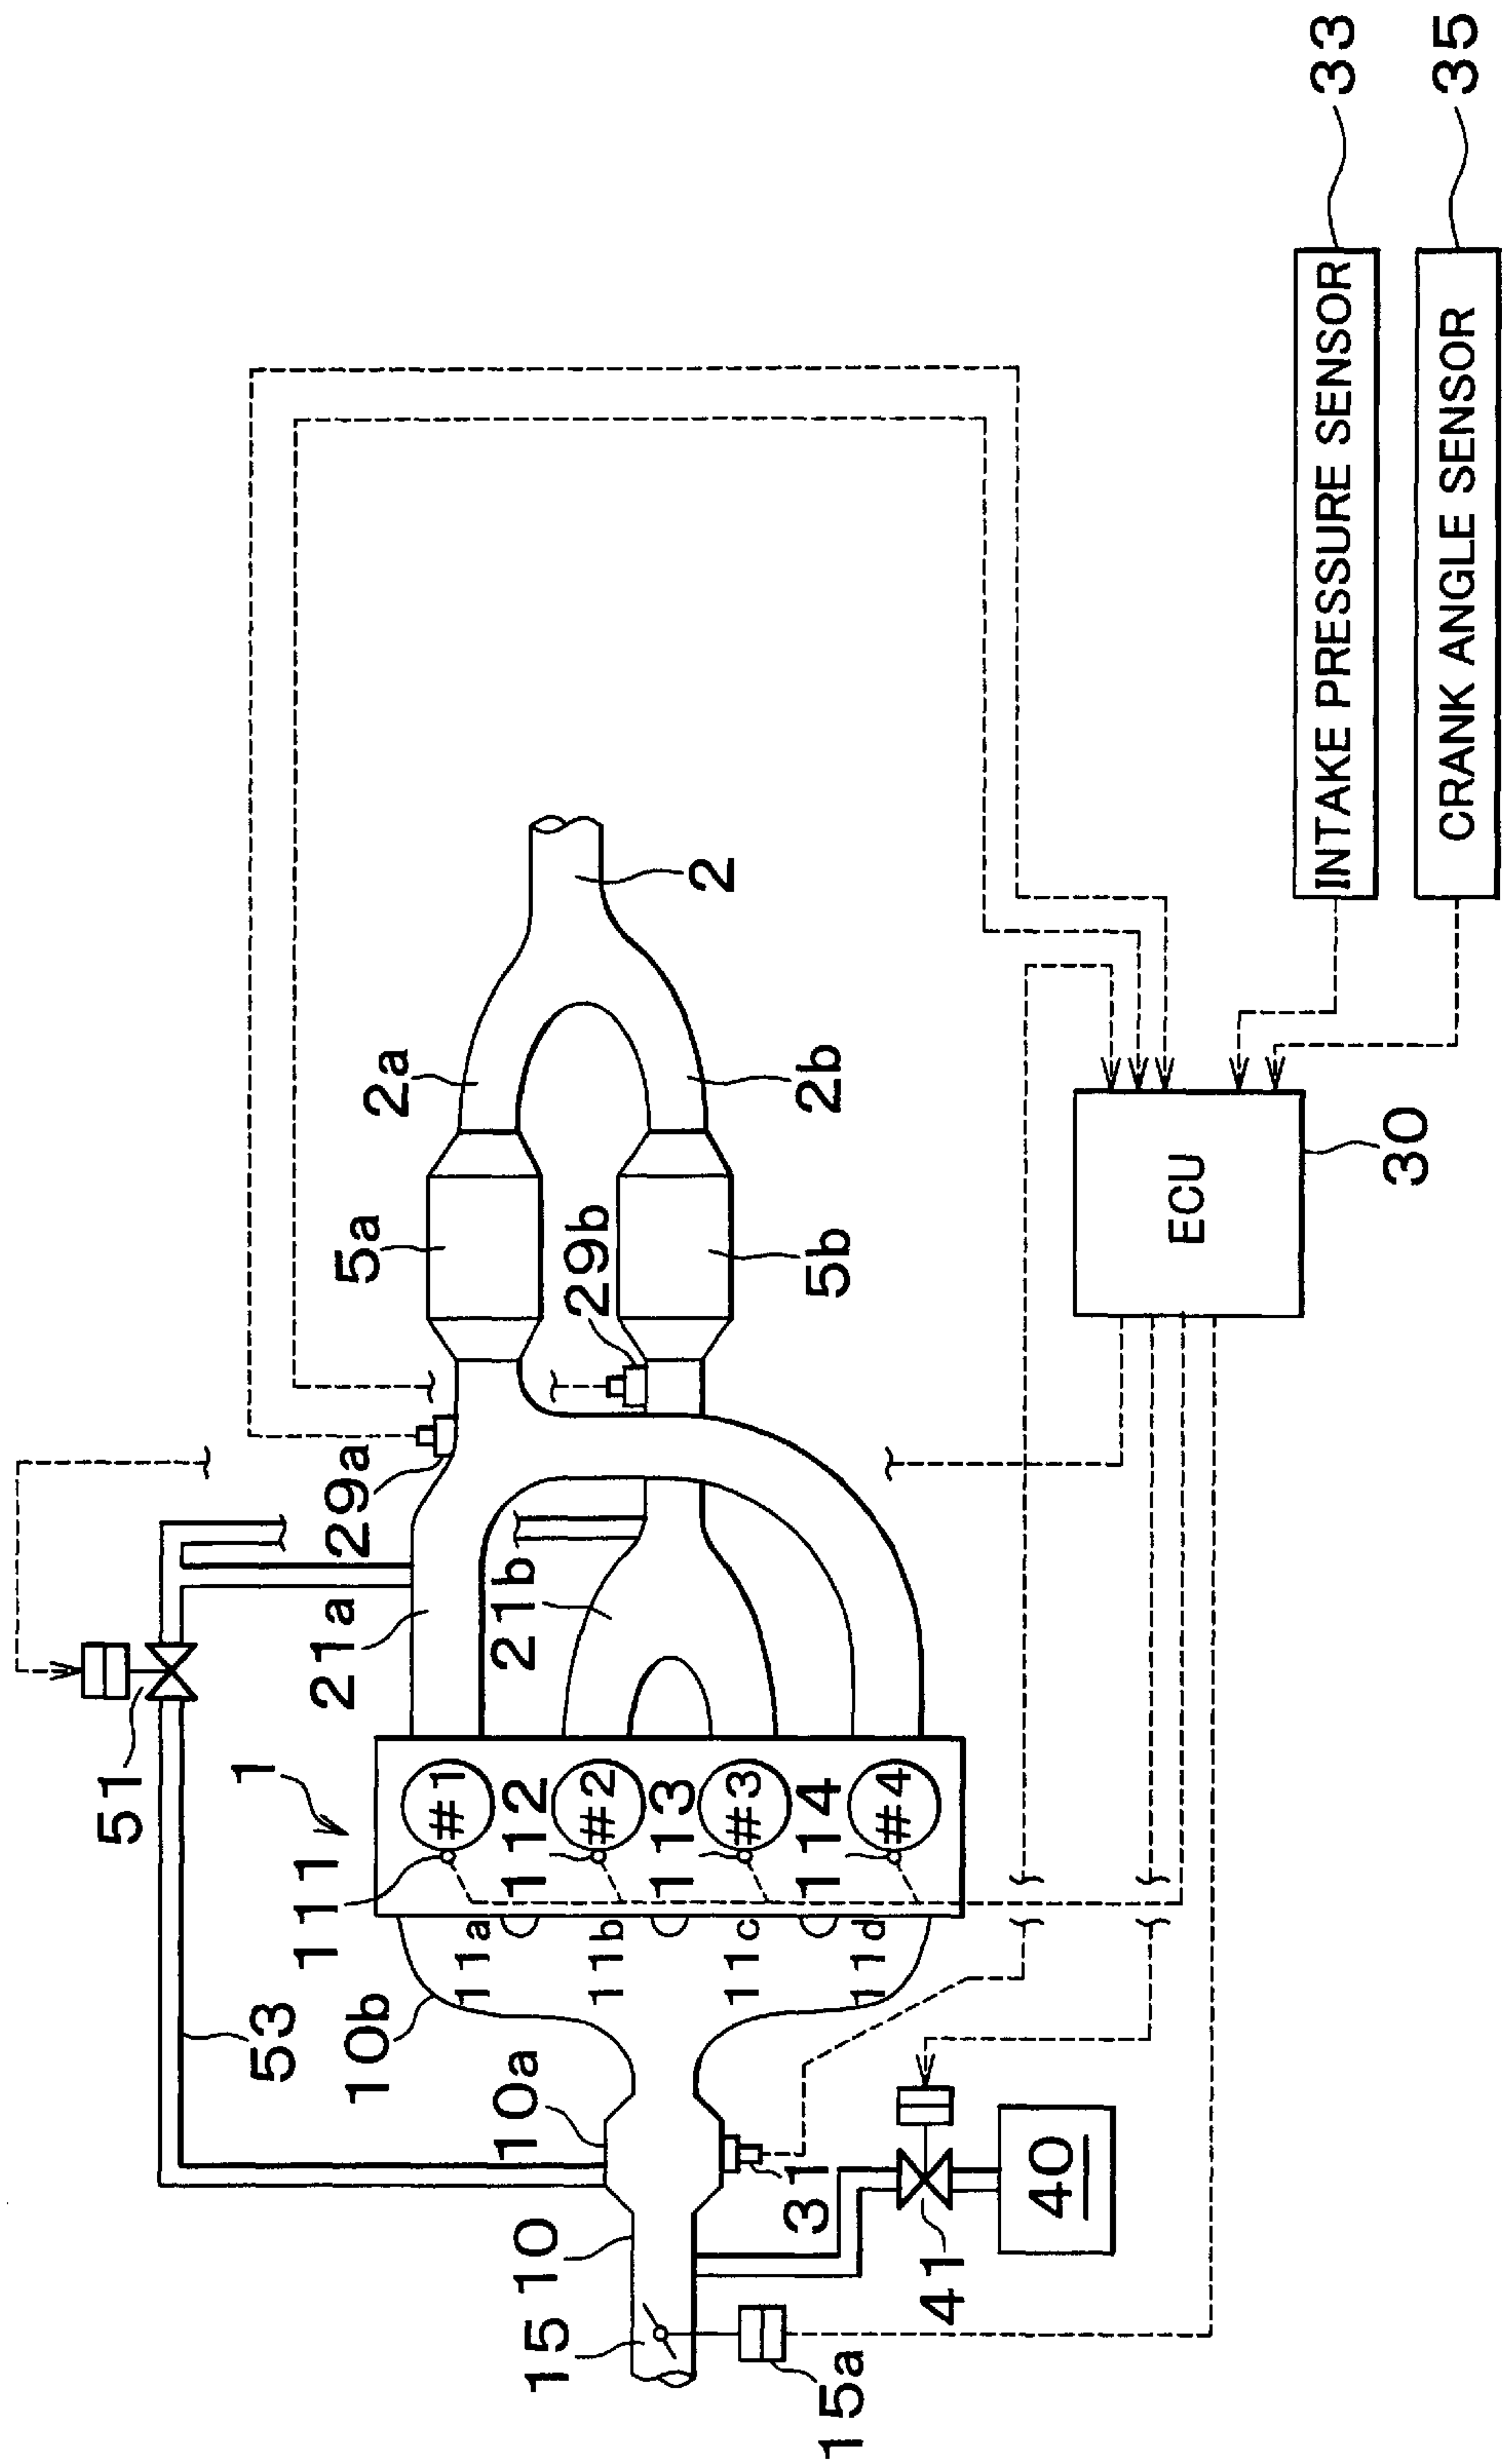 51
53
1
111
10b
10a
10
15
15a
11a
11b
11c
11d
112
113
114
#1
#2
#3
#4
21a
21b
29a
29b
5a
5b
2a
2b
2
31
41
40
ECU
30
INTAKE PRESSURE SENSOR
33
CRANK ANGLE SENSOR
35